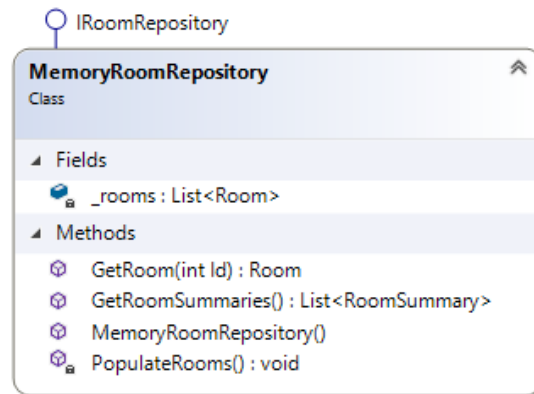 IRoomRepository
MemoryRoomRepository
Class
Fields
_rooms : List<Room>
Methods
GetRoom(int Id) : Room
GetRoomSummaries() : List<RoomSummary>
MemoryRoomRepository()
PopulateRooms() : void